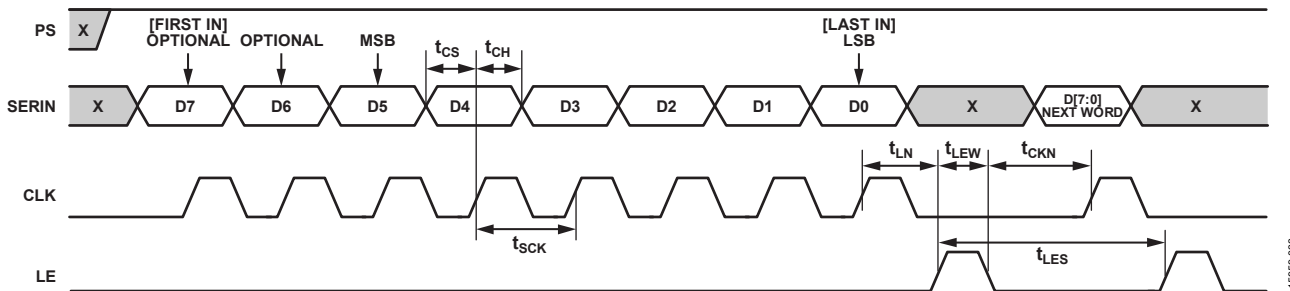 PS X
[FIRST IN] [LAST IN]
OPTIONAL OPTIONAL MSB tCS tCH LSB
SERIN X D7 D6 D5 D4 D3 D2 D1 D0 X D[7:0] X
NEXT WORD
tLN tLEW tCKN
CLK
tSCK tLES
LE